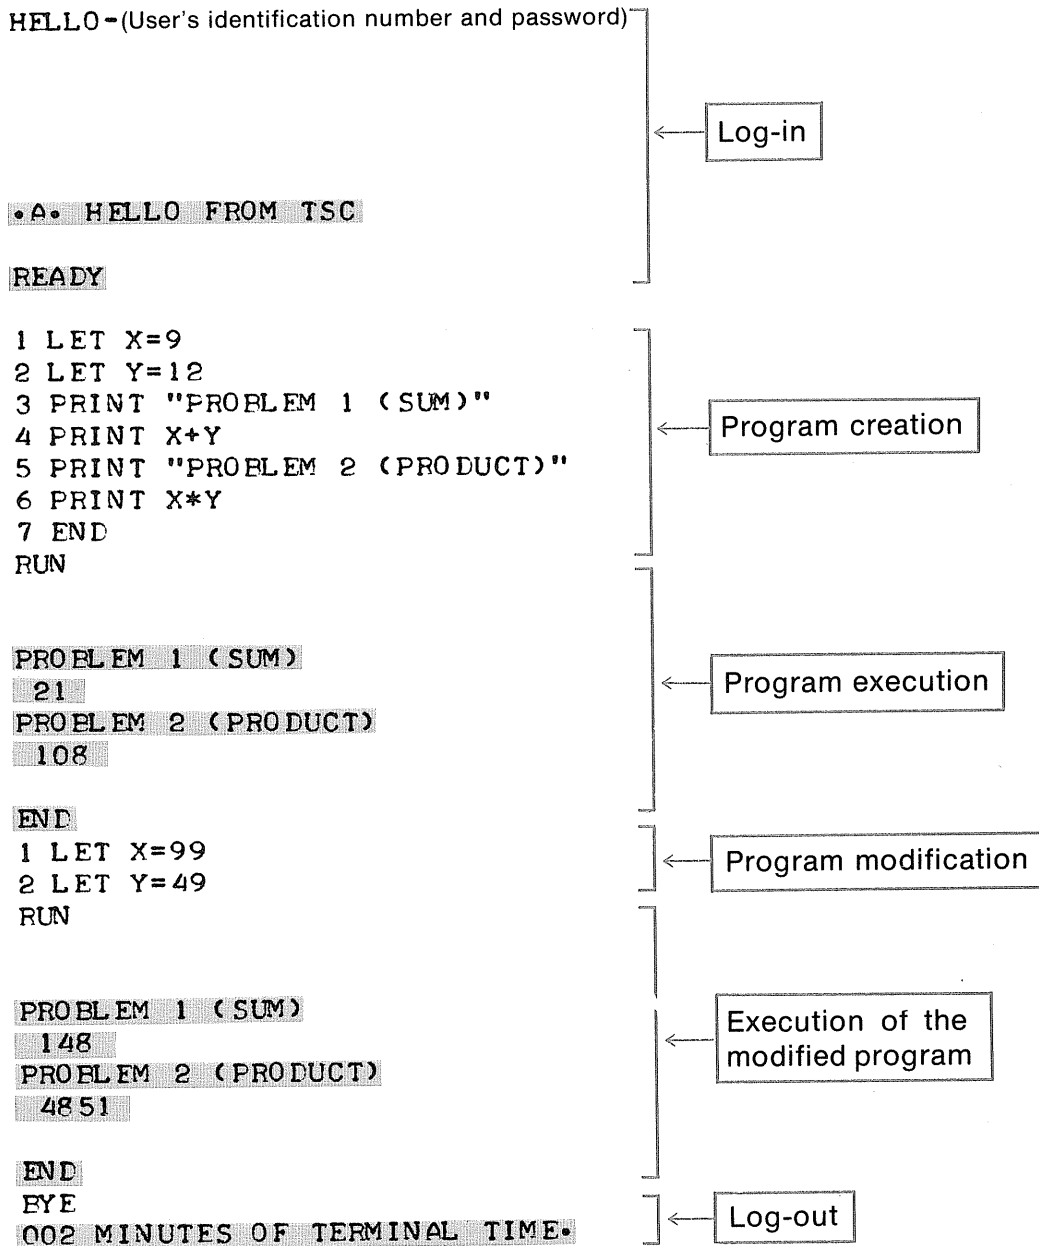 HELLO-(User's identification number and password)
Log-in
.A. HELLO FROM TSC
READY
1 LET X=9
2 LET Y=12
3 PRINT "PROBLEM 1 (SUM)"
4 PRINT X+Y
Program creation
5 PRINT "PROBLEM 2 (PRODUCT)"
6 PRINT X*Y
7 END
RUN
PROBLEM 1 (SUM)
21
Program execution
PROBLEM 2 (PRODUCT)
108
END
1 LET X=99
Program modification
2 LET Y=49
RUN
PROBLEM 1 (SUM)
148
Execution of the
modified program
PROBLEM 2 (PRODUCT)
4851
END
BYE
Log-out
002 MINUTES OF TERMINAL TIME.